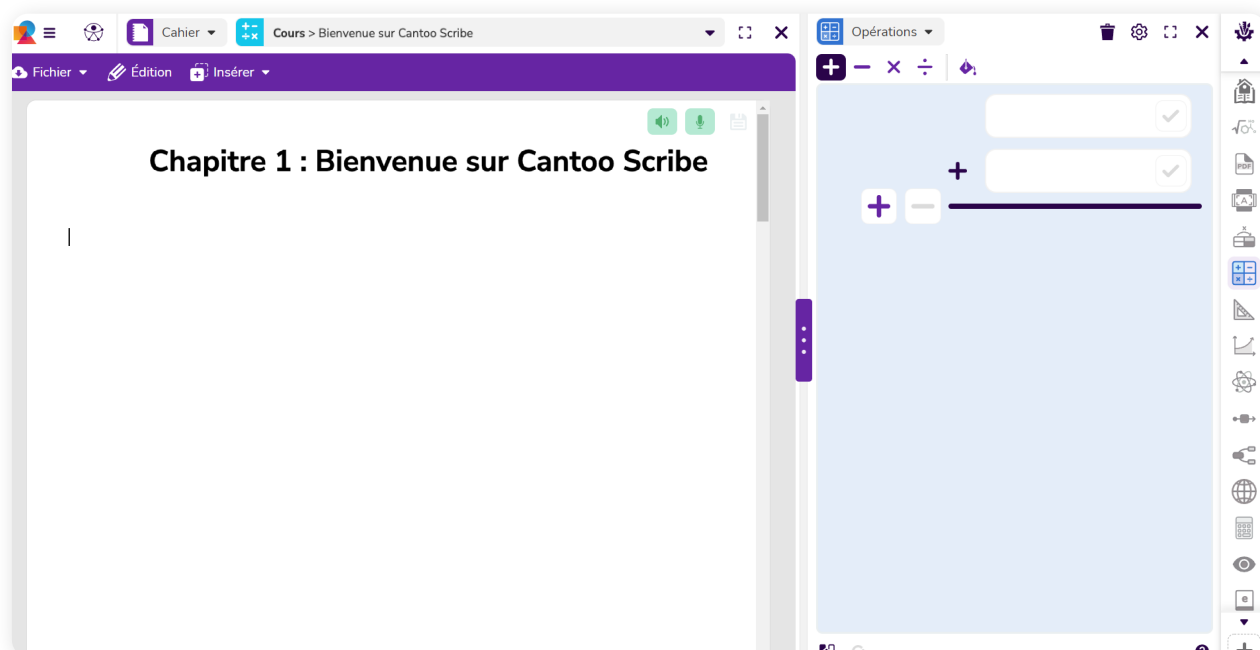 Cahier
Cours > Bienvenue sur Cantoo Scribe
Opérations
Fichier
Édition
Insérer
Chapitre 1 : Bienvenue sur Cantoo Scribe
PDF
A
e